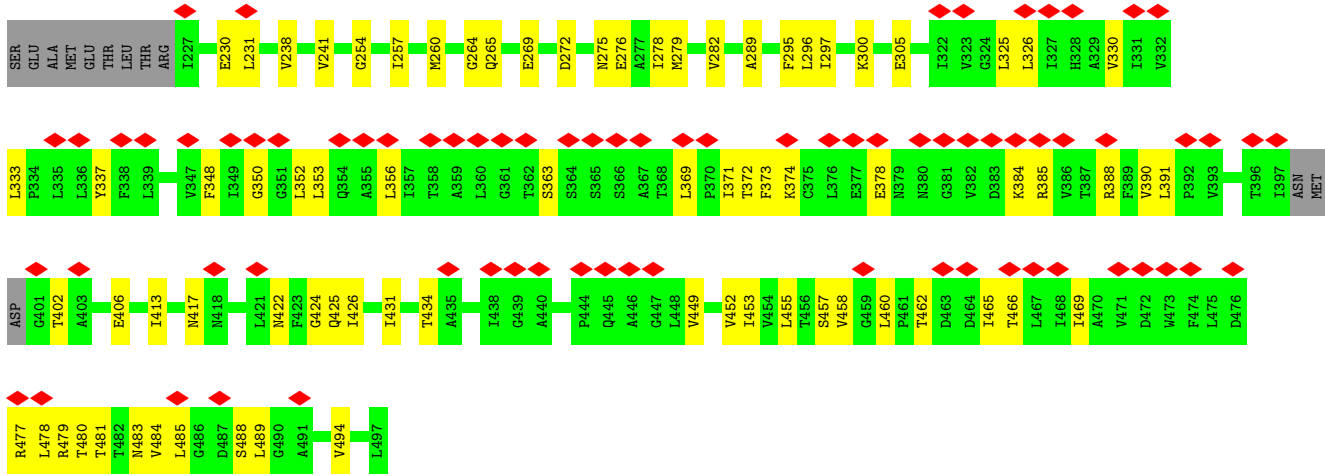 SER GLU ALA MET GLU THR LEU THR ARG I227 E230 L231 V238 V241 G254 I257 M260 G264 Q265 E269 D272 N275 E276 A277 I278 M279 V282 A289 F295 L296 I297 K300 E305 I322 V323 G324 L325 L326 I327 H328 A329 V330 I331 V332
L333 P334 L335 L336 Y337 F338 L339 V347 F348 I349 G350 G351 L352 L353 Q354 A355 L356 I357 T358 A359 L360 G361 T362 S363 S364 S365 S366 A367 T368 L369 P370 I371 T372 F373 K374 C375 L376 E377 E378 N379 N380 G381 V382 D383 K384 R385 V386 T387 R388 F389 V390 L391 P392 V393 T396 I397 ASN MET
ASP G401 T402 A403 E406 I413 N417 N418 L421 N422 F423 G424 Q425 I426 I431 T434 A435 I438 G439 A440 P444 Q445 A446 G447 L448 V449 V452 I453 V454 L455 T456 S457 V458 G459 L460 P461 T462 D463 D464 I465 T466 L467 I468 I469 A470 V471 D472 W473 F474 L475 D476
R477 L478 R479 T480 T481 T482 N483 V484 L485 G486 D487 S488 L489 G490 A491 V494 L497